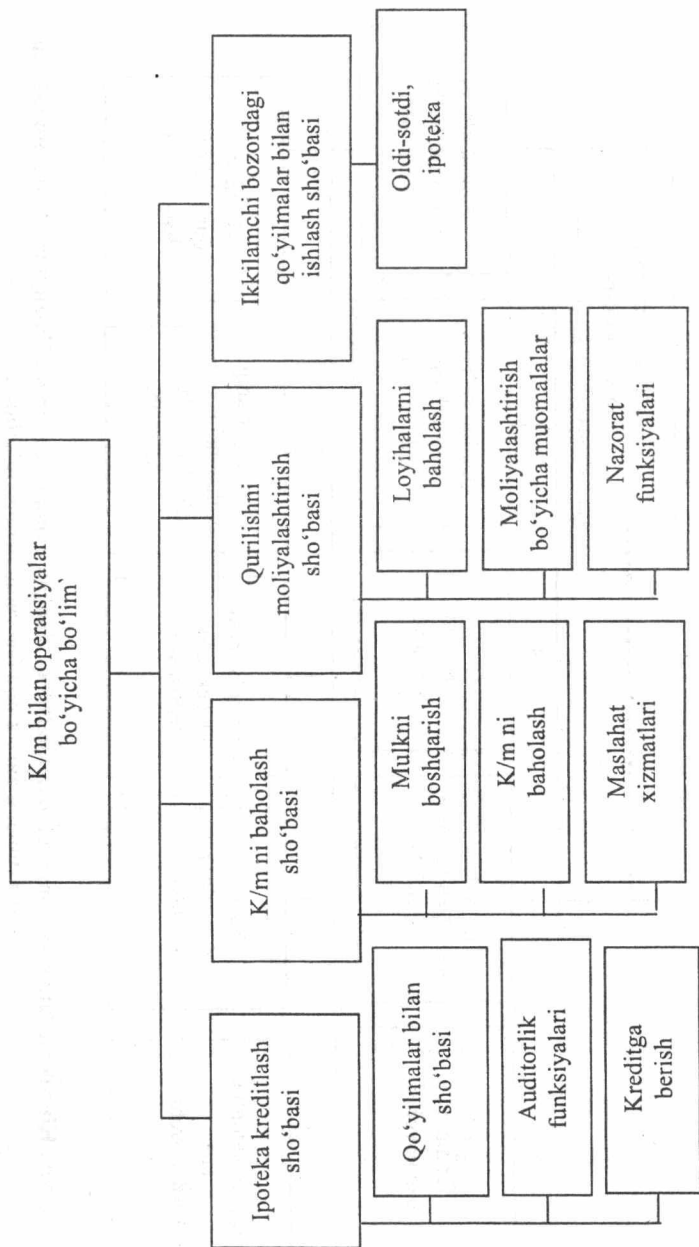 K/m bilan operatsiyalar
bo‘yicha bo‘lim`
Ipoteka kreditlash
sho‘basi
Qo‘yilmalar bilan
sho‘basi
Auditorlik
funksiyalari
Kreditga
berish
K/m ni baholash
sho‘basi
Mulkni
boshqarish
K/m ni
baholash
Maslahat
xizmatlari
Qurilishni
moliyalashtirish
sho‘basi
Loyihalarni
baholash
Moliyalashtirish
bo‘yicha muomalalar
Nazorat
funksiyalari
Ikkilamchi bozordagi
qo‘yilmalar bilan
ishlash sho‘basi
Oldi-sotdi,
ipoteka